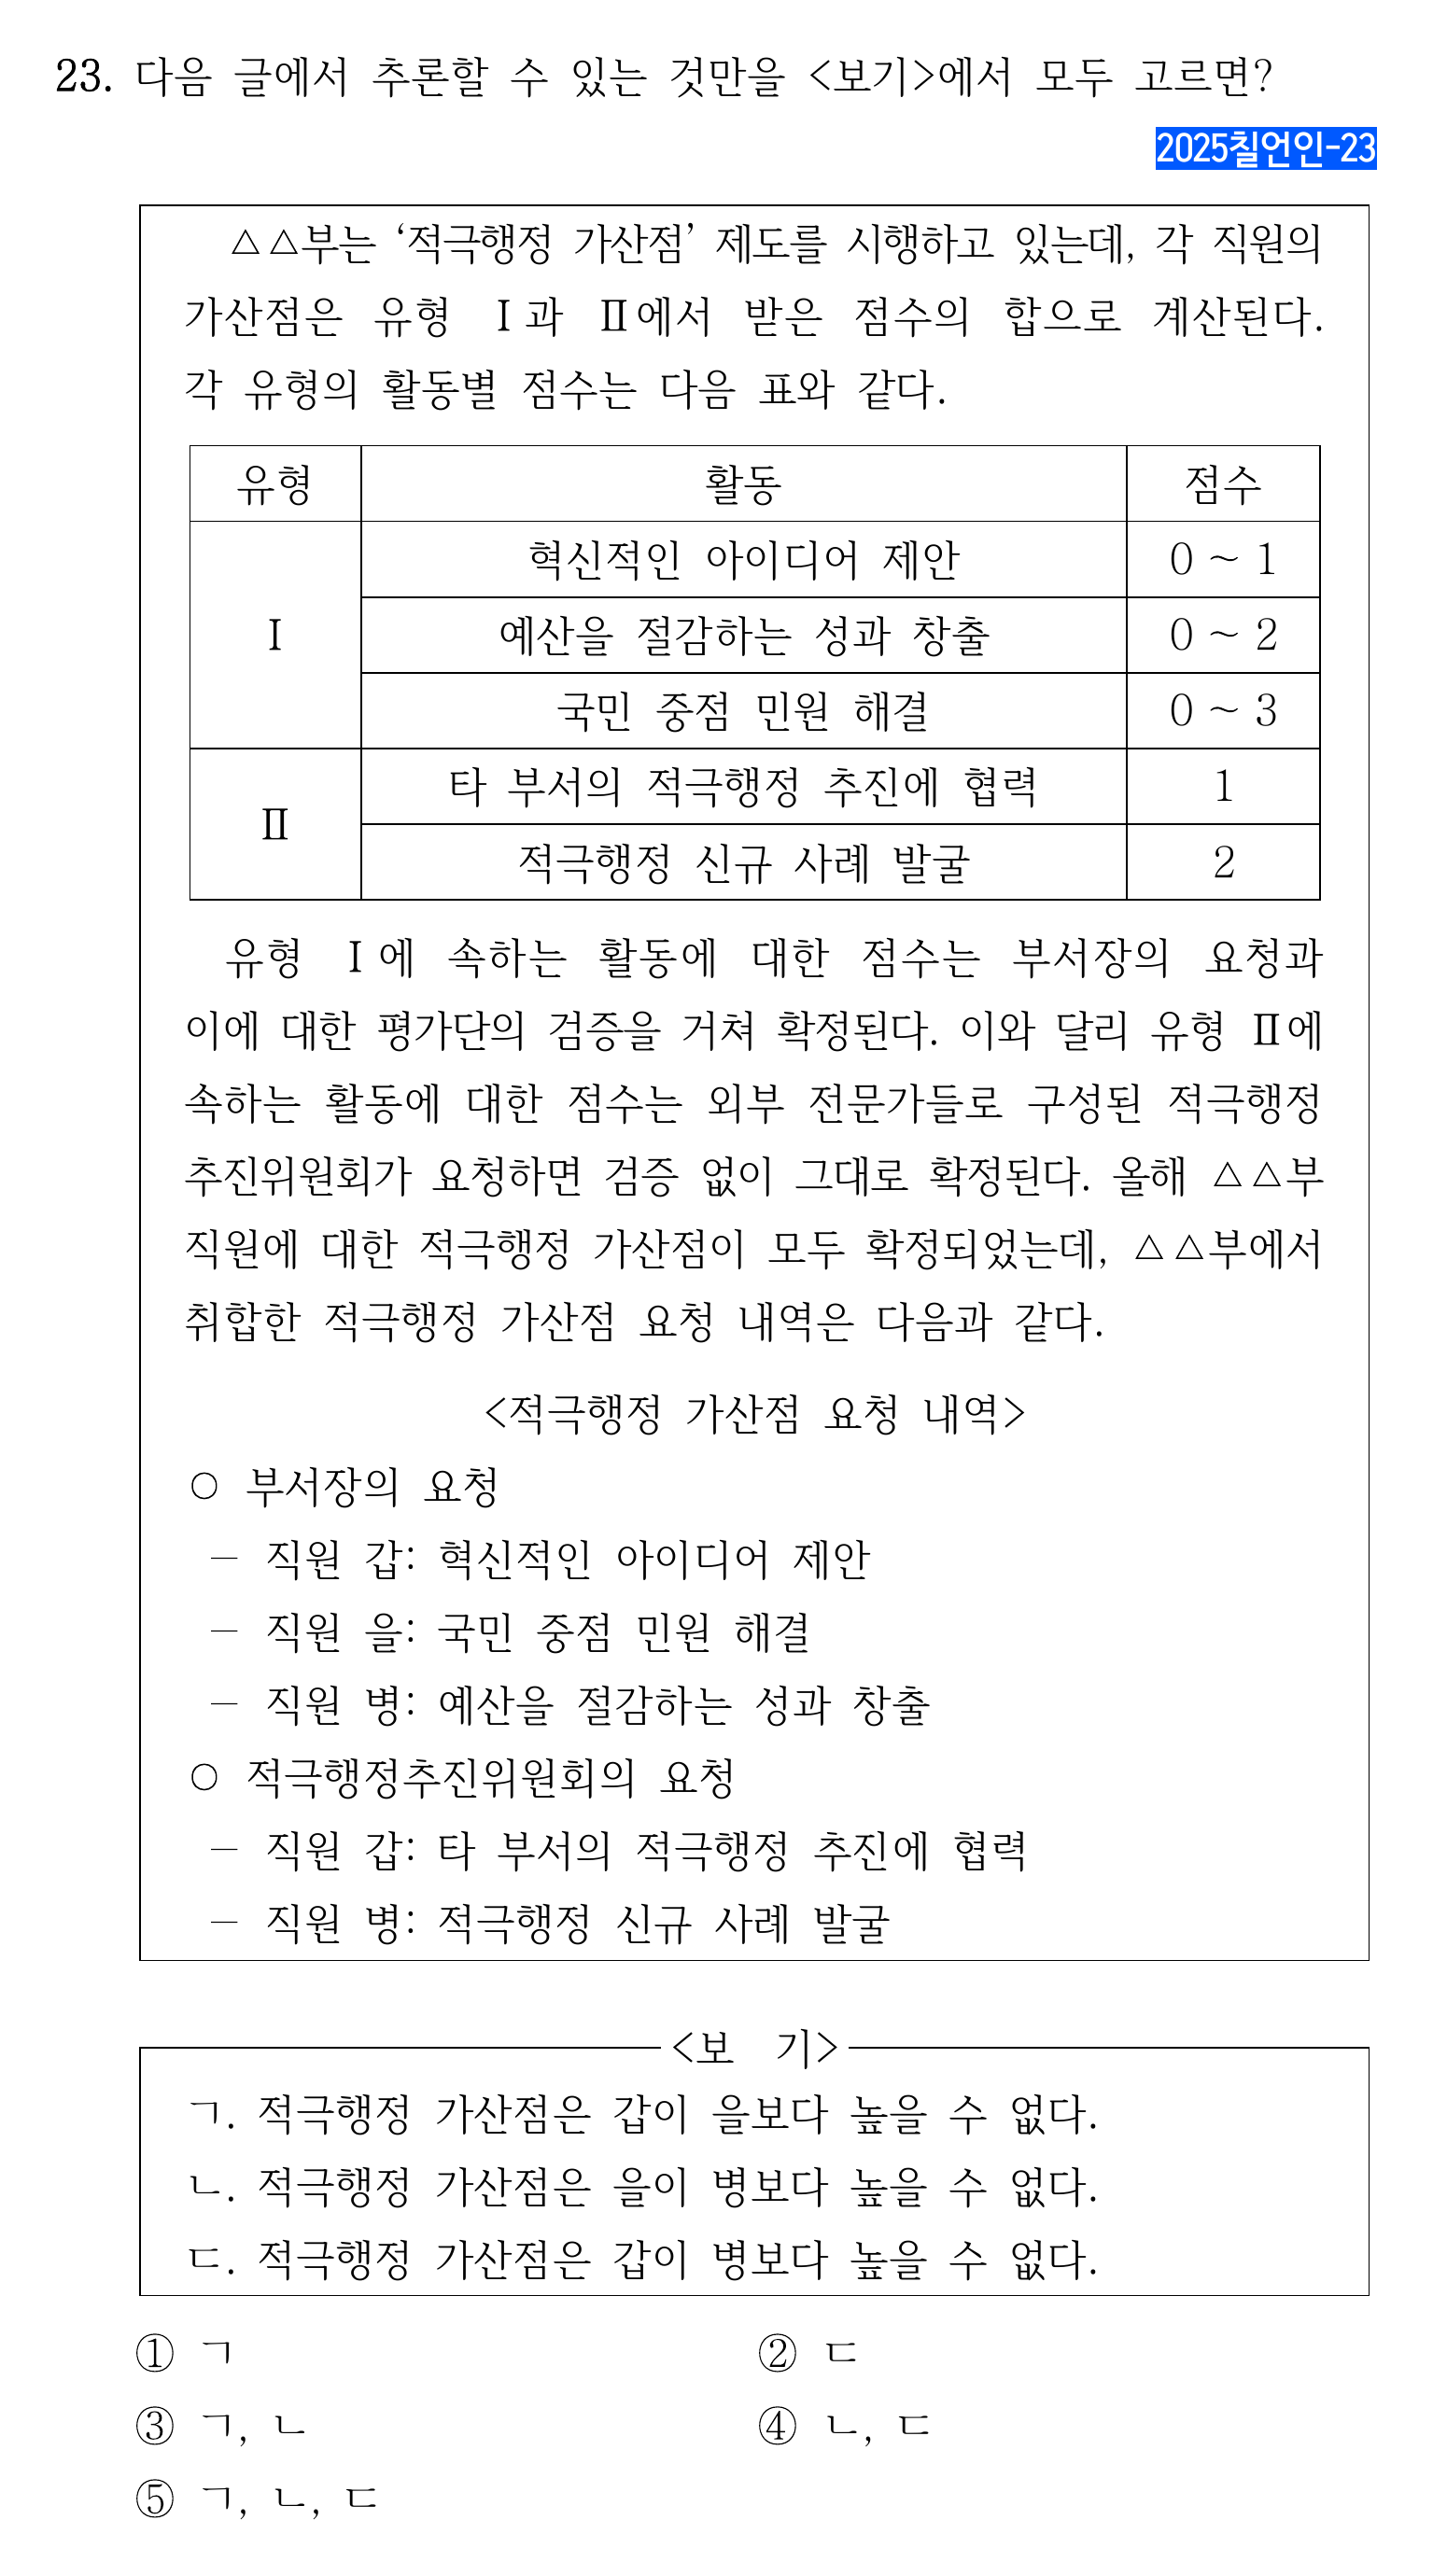 23. 다음 글에서 추론할 수 있는 것만을 <보기>에서 모두 고르면?
2025칠언인-23
△△부는 ‘적극행정 가산점’ 제도를 시행하고 있는데, 각 직원의
가산점은 유형 Ⅰ과 Ⅱ에서 받은 점수의 합으로 계산된다.
각 유형의 활동별 점수는 다음 표와 같다.
유형 활동 점수
Ⅰ 혁신적인 아이디어 제안 0 ~ 1
예산을 절감하는 성과 창출 0 ~ 2
국민 중점 민원 해결 0 ~ 3
Ⅱ 타 부서의 적극행정 추진에 협력 1
적극행정 신규 사례 발굴 2
유형 Ⅰ에 속하는 활동에 대한 점수는 부서장의 요청과
이에 대한 평가단의 검증을 거쳐 확정된다. 이와 달리 유형 Ⅱ에
속하는 활동에 대한 점수는 외부 전문가들로 구성된 적극행정
추진위원회가 요청하면 검증 없이 그대로 확정된다. 올해 △△부
직원에 대한 적극행정 가산점이 모두 확정되었는데, △△부에서
취합한 적극행정 가산점 요청 내역은 다음과 같다.
<적극행정 가산점 요청 내역>
○ 부서장의 요청
－ 직원 갑: 혁신적인 아이디어 제안
－ 직원 을: 국민 중점 민원 해결
－ 직원 병: 예산을 절감하는 성과 창출
○ 적극행정추진위원회의 요청
－ 직원 갑: 타 부서의 적극행정 추진에 협력
－ 직원 병: 적극행정 신규 사례 발굴
<보 기>
ㄱ. 적극행정 가산점은 갑이 을보다 높을 수 없다.
ㄴ. 적극행정 가산점은 을이 병보다 높을 수 없다.
ㄷ. 적극행정 가산점은 갑이 병보다 높을 수 없다.
① ㄱ ② ㄷ
③ ㄱ, ㄴ ④ ㄴ, ㄷ
⑤ ㄱ, ㄴ, ㄷ